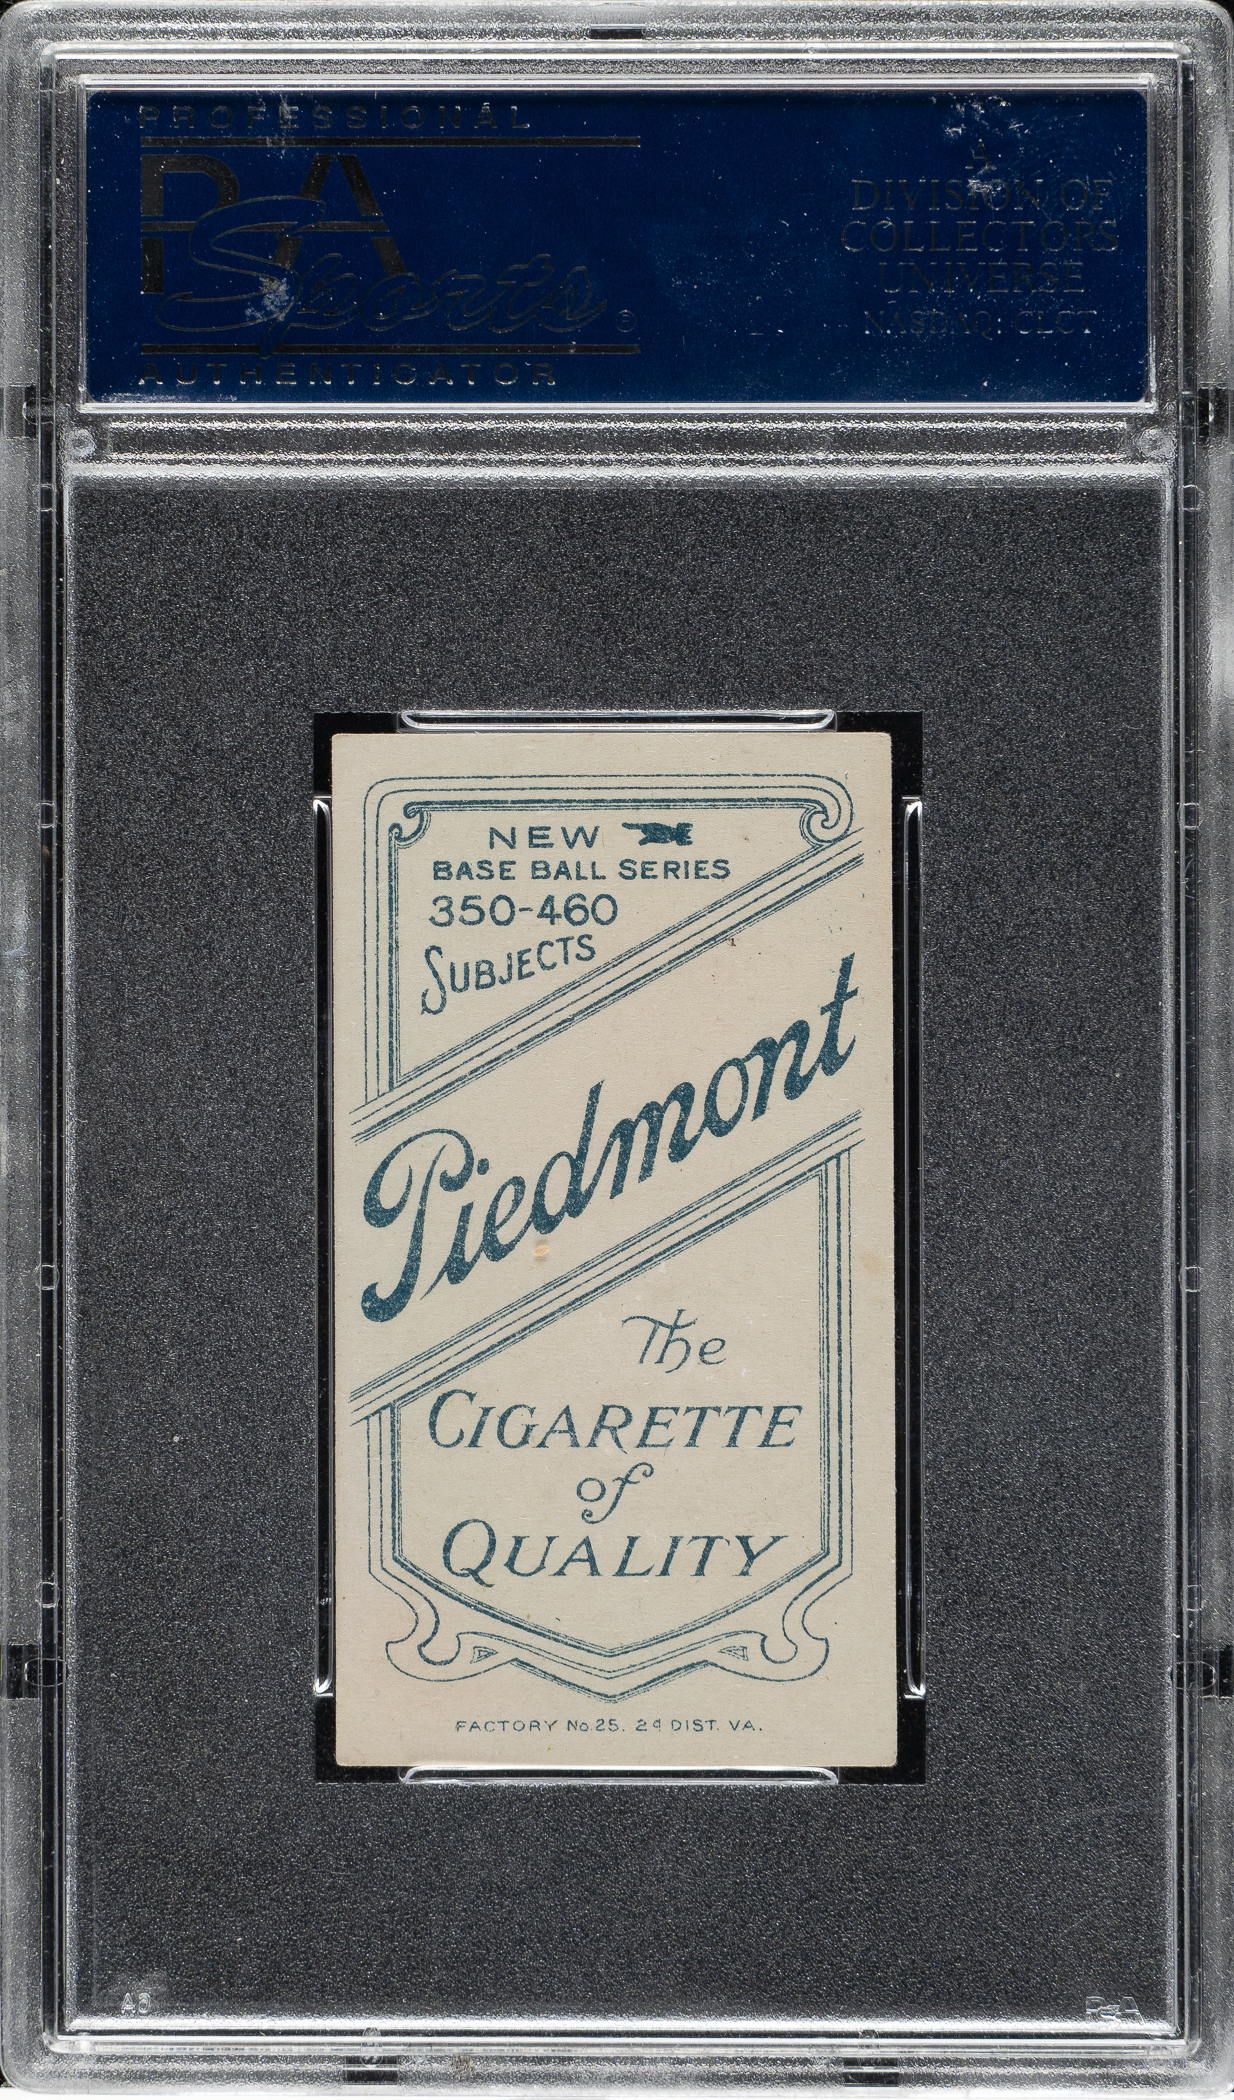 PROFESSIONAL
PSA
Sports ®
AUTHENTICATOR
A
DIVISION OF
COLLECTORS
UNIVERSE
NASDAQ: CLCT
NEW
BASE BALL SERIES
350-460
SUBJECTS
Piedmont
The
CIGARETTE
of
QUALITY
FACTORY No. 25. 2d DIST. VA.
PSA